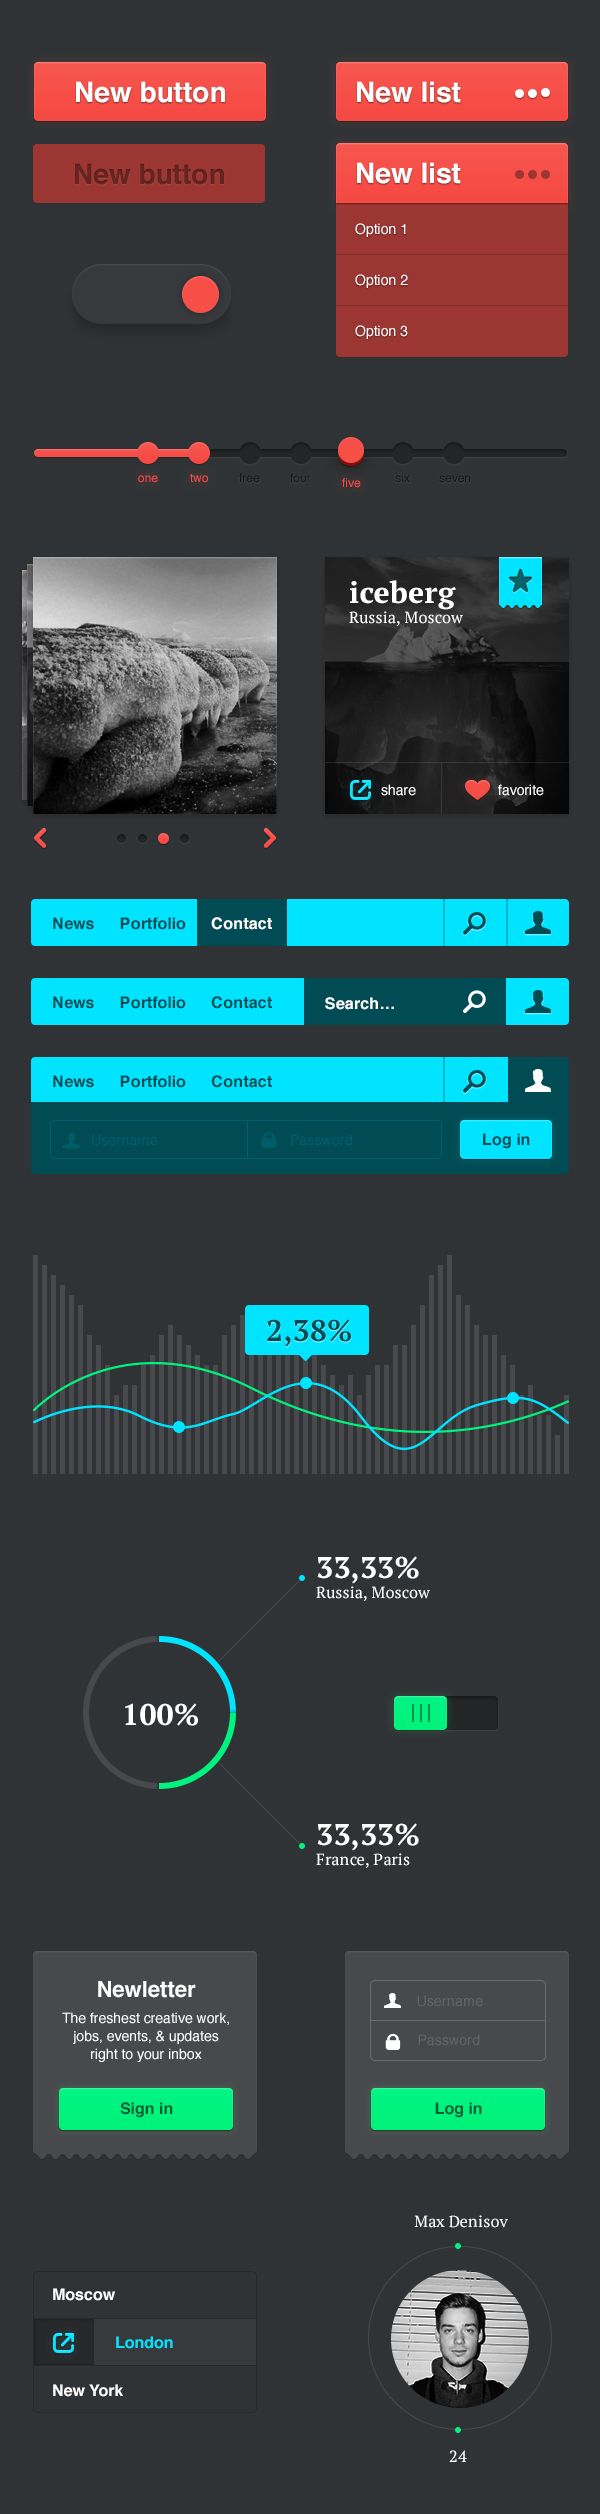 New button
New list
New button
New list
Option 1
Option 2
Option 3
one
two
free
four
five
six
seven
iceberg
Russia, Moscow
share
favorite
News
Portfolio
Contact
News
Portfolio
Contact
Search...
News
Portfolio
Contact
Username
Password
Log in
2,38%
33,33%
Russia, Moscow
100%
33,33%
France, Paris
Newletter
The freshest creative work,
jobs, events, & updates
right to your inbox
Sign in
Username
Password
Log in
Max Denisov
Moscow
London
New York
24